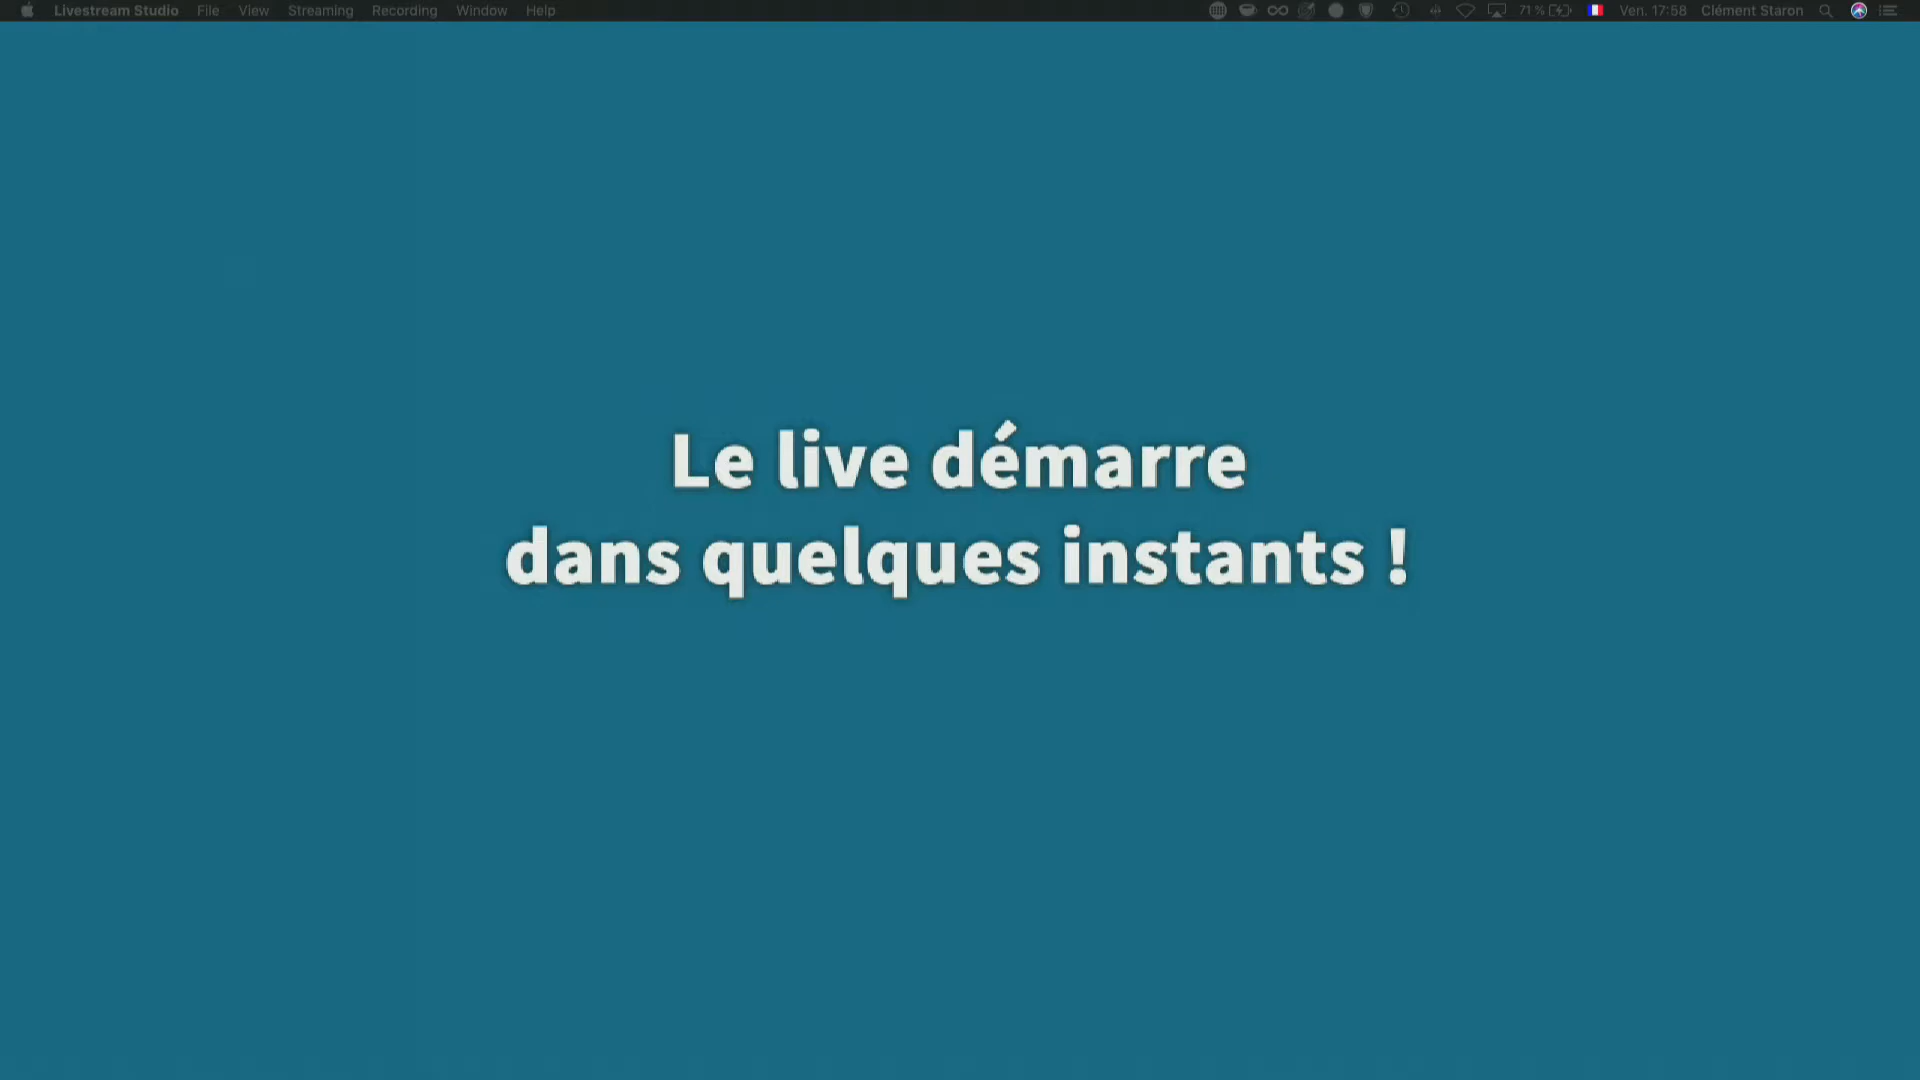 Livestream Studio File View Streaming Recording Window Help 71 % Ven. 17:58 Clément Staron
Le live démarre
dans quelques instants !